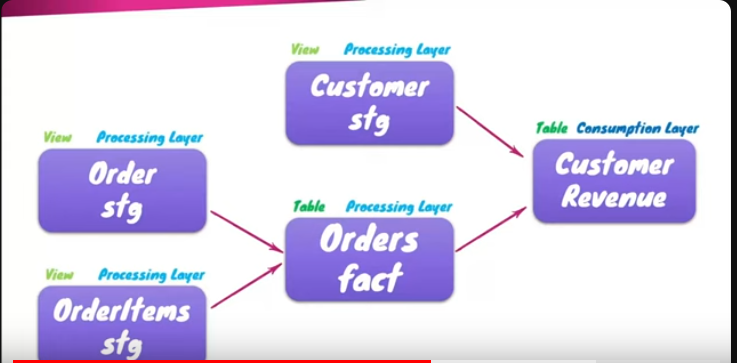 View Processing Layer
Customer
stg
View Processing Layer
Order
stg
Table Processing Layer
Orders
fact
Table Consumption Layer
Customer
Revenue
View Processing Layer
OrderItems
stg